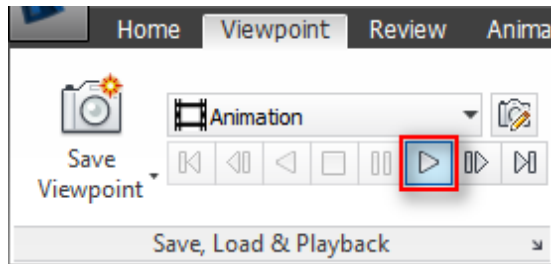 Home Viewpoint Review Anima
Animation
Save
Viewpoint
Save, Load & Playback